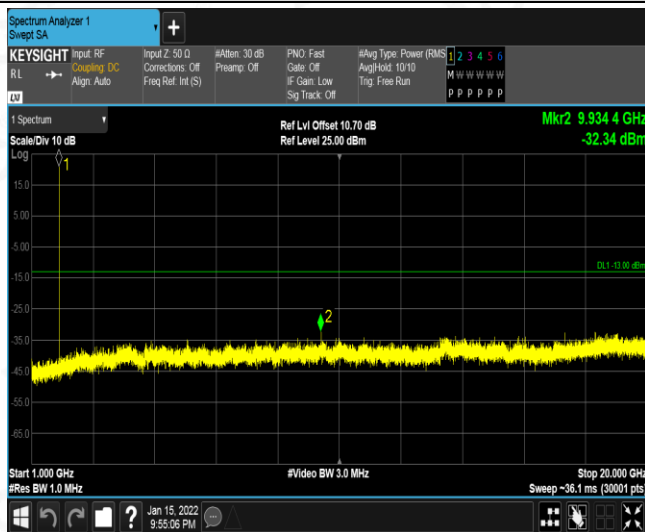 Spectrum Analyzer 1
Swept SA
+
KEYSIGHT Input: RF Input Z: 50 Ω #Atten: 30 dB PNO: Fast #Avg Type: Power (RMS 1 2 3 4 5 6
RL Coupling: DC Corrections: Off Preamp: Off Gate: Off Avg|Hold: 10/10 M W W W W W
Align: Auto Freq Ref: Int (S) IF Gain: Low Trig: Free Run
Sig Track: Off P P P P P P
LXI
1 Spectrum Ref Lvl Offset 10.70 dB Mkr2 9.934 4 GHz
Scale/Div 10 dB Ref Level 25.00 dBm -32.34 dBm
Log
1
15.0
5.00
-5.00
DL1 -13.00 dBm
-15.0
-25.0
2
-35.0
-45.0
-55.0
-65.0
Start 1.000 GHz #Video BW 3.0 MHz Stop 20.000 GHz
#Res BW 1.0 MHz Sweep ~36.1 ms (30001 pts)
? Jan 15, 2022
9:55:06 PM